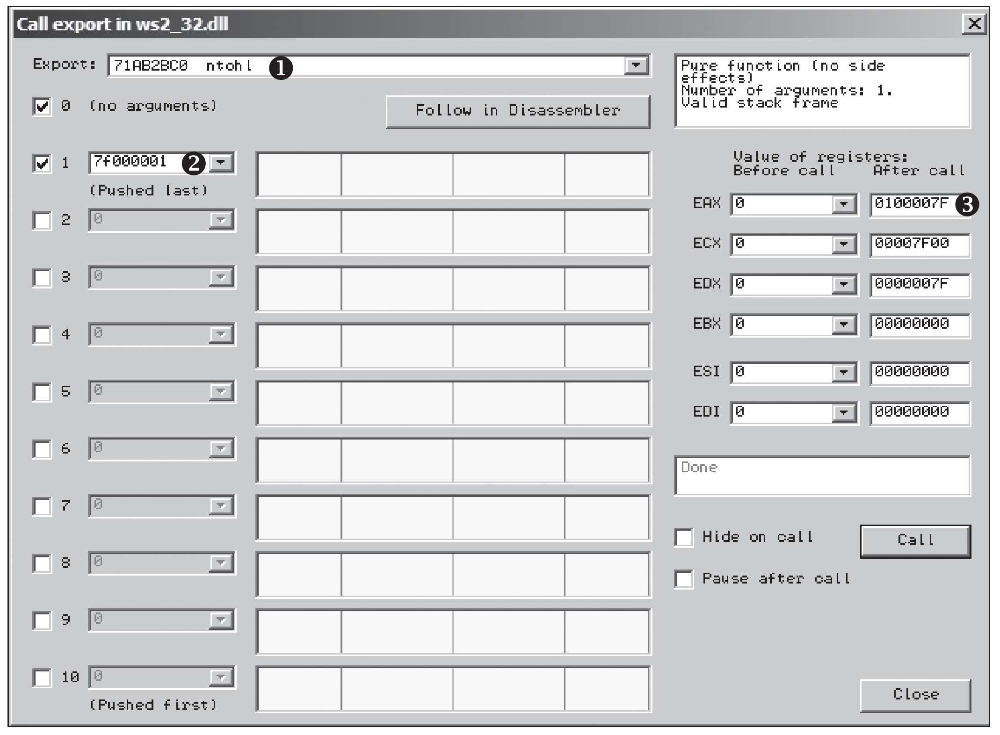 Call export in ws2_32.dll
Export: 71AB2BC0 ntohl ❶
Pure function (no side
effects)
Number of arguments: 1.
Valid stack frame
0 (no arguments)
Follow in Disassembler
1 7f000001 ❷
(Pushed last)
2 0
3 0
4 0
5 0
6 0
7 0
8 0
9 0
10 0
(Pushed first)
Value of registers:
Before call After call
EAX 0 0100007F ❸
ECX 0 00007F00
EDX 0 0000007F
EBX 0 00000000
ESI 0 00000000
EDI 0 00000000
Done
Hide on call
Call
Pause after call
Close